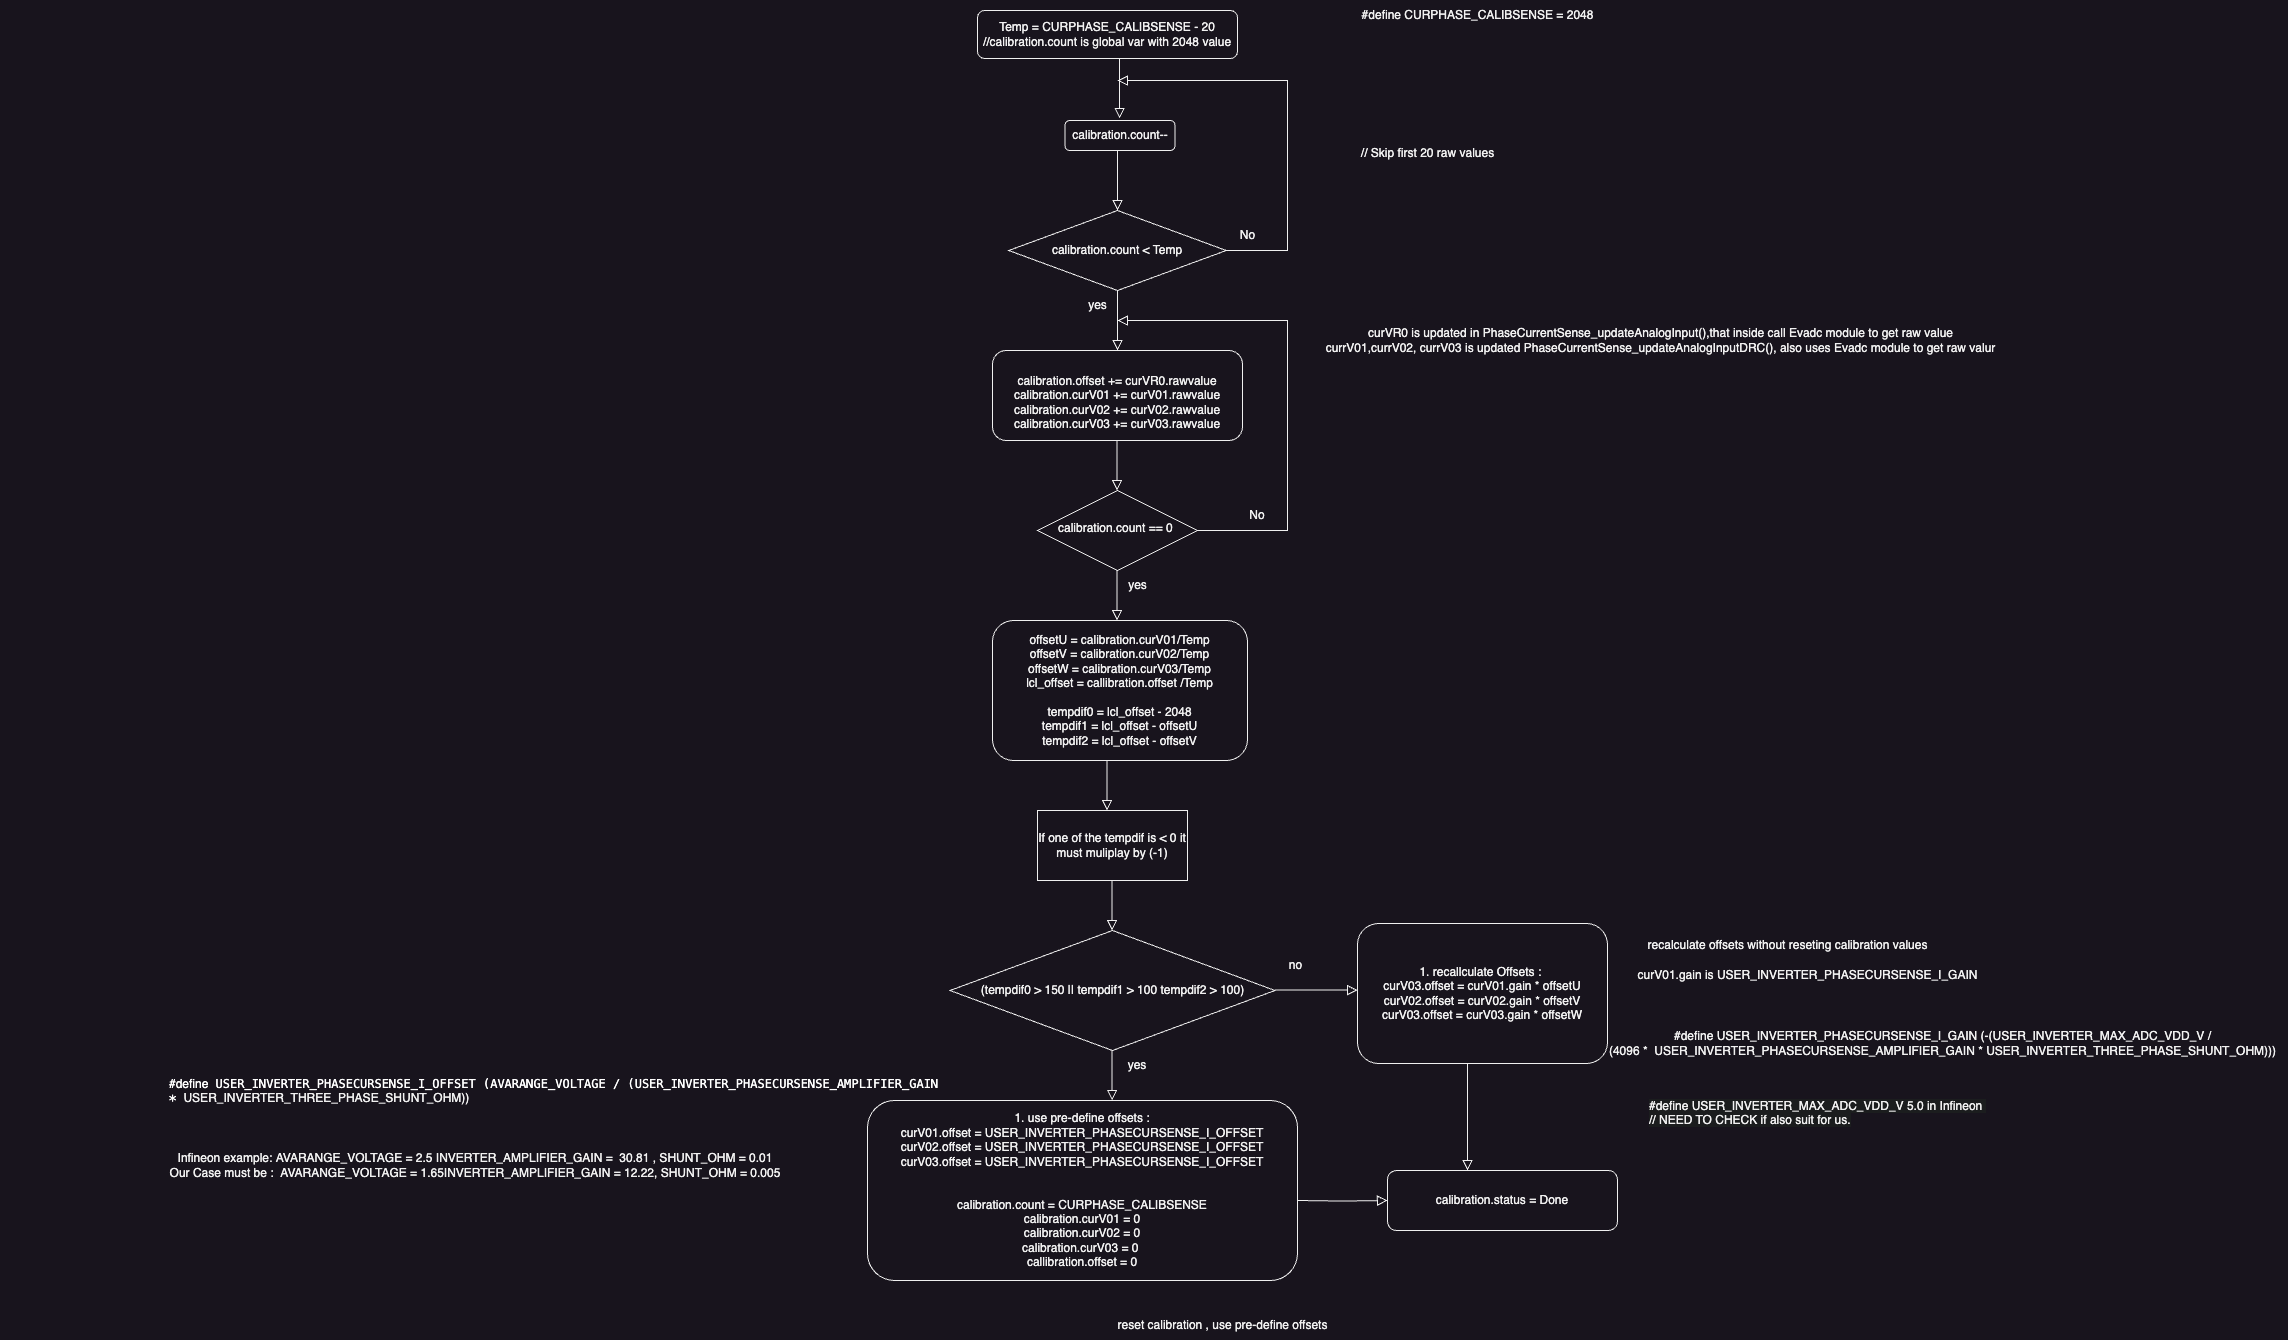 Temp = CURPHASE_CALIBSENSE - 20
//calibration.count is global var with 2048 value
#define CURPHASE_CALIBSENSE = 2048
calibration.count--
// Skip first 20 raw values
calibration.count < Temp
No
yes
curVR0 is updated in PhaseCurrentSense_updateAnalogInput(),that inside call Evadc module to get raw value
currV01,currV02, currV03 is updated PhaseCurrentSense_updateAnalogInputDRC(), also uses Evadc module to get raw valur
calibration.offset += curVR0.rawvalue
calibration.curV01 += curV01.rawvalue
calibration.curV02 += curV02.rawvalue
calibration.curV03 += curV03.rawvalue
calibration.count == 0
No
yes
offsetU = calibration.curV01/Temp
offsetV = calibration.curV02/Temp
offsetW = calibration.curV03/Temp
lcl_offset = callibration.offset /Temp
tempdif0 = lcl_offset - 2048
tempdif1 = lcl_offset - offsetU
tempdif2 = lcl_offset - offsetV
If one of the tempdif is < 0 it
must muliplay by (-1)
(tempdif0 > 150 || tempdif1 > 100 tempdif2 > 100)
no
yes
1. recallculate Offsets :
curV03.offset = curV01.gain * offsetU
curV02.offset = curV02.gain * offsetV
curV03.offset = curV03.gain * offsetW
recalculate offsets without reseting calibration values
curV01.gain is USER_INVERTER_PHASECURSENSE_I_GAIN
#define USER_INVERTER_PHASECURSENSE_I_GAIN (-(USER_INVERTER_MAX_ADC_VDD_V /
(4096 * USER_INVERTER_PHASECURSENSE_AMPLIFIER_GAIN * USER_INVERTER_THREE_PHASE_SHUNT_OHM)))
#define USER_INVERTER_MAX_ADC_VDD_V 5.0 in Infineon
// NEED TO CHECK if also suit for us.
#define USER_INVERTER_PHASECURSENSE_I_OFFSET (AVARANGE_VOLTAGE / (USER_INVERTER_PHASECURSENSE_AMPLIFIER_GAIN
* USER_INVERTER_THREE_PHASE_SHUNT_OHM))
Infineon example: AVARANGE_VOLTAGE = 2.5 INVERTER_AMPLIFIER_GAIN = 30.81 , SHUNT_OHM = 0.01
Our Case must be : AVARANGE_VOLTAGE = 1.65INVERTER_AMPLIFIER_GAIN = 12.22, SHUNT_OHM = 0.005
1. use pre-define offsets :
curV01.offset = USER_INVERTER_PHASECURSENSE_I_OFFSET
curV02.offset = USER_INVERTER_PHASECURSENSE_I_OFFSET
curV03.offset = USER_INVERTER_PHASECURSENSE_I_OFFSET
calibration.count = CURPHASE_CALIBSENSE
calibration.curV01 = 0
calibration.curV02 = 0
calibration.curV03 = 0
callibration.offset = 0
calibration.status = Done
reset calibration , use pre-define offsets